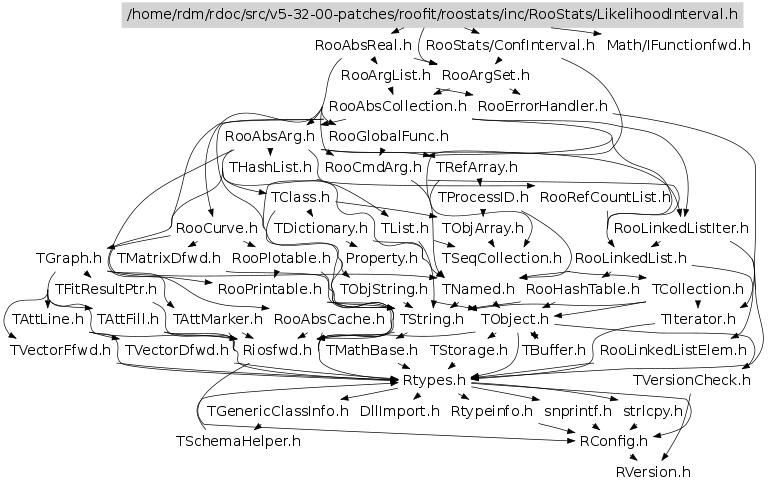 /home/rdm/rdoc/src/v5-32-00-patches/roofit/roostats/inc/RooStats/LikelihoodInterval.h
RooAbsReal.h RooStats/ConfInterval.h Math/IFunctionfwd.h
RooArgList.h RooArgSet.h
RooAbsCollection.h RooErrorHandler.h
RooAbsArg.h RooGlobalFunc.h
THashList.h RooCmdArg.h TRefArray.h
TClass.h TProcessID.h RooRefCountList.h
RooCurve.h TDictionary.h TList.h TObjArray.h RooLinkedListIter.h
TGraph.h TMatrixDfwd.h RooPlotable.h Property.h TSeqCollection.h RooLinkedList.h
TFitResultPtr.h RooPrintable.h TObjString.h TNamed.h RooHashTable.h TCollection.h
TAttLine.h TAttFill.h TAttMarker.h RooAbsCache.h TString.h TObject.h TIterator.h
TVectorFfwd.h TVectorDfwd.h Riosfwd.h TMathBase.h TStorage.h TBuffer.h RooLinkedListElem.h
Rtypes.h TVersionCheck.h
TGenericClassInfo.h DllImport.h Rtypeinfo.h snprintf.h strlcpy.h
TSchemaHelper.h RConfig.h
RVersion.h